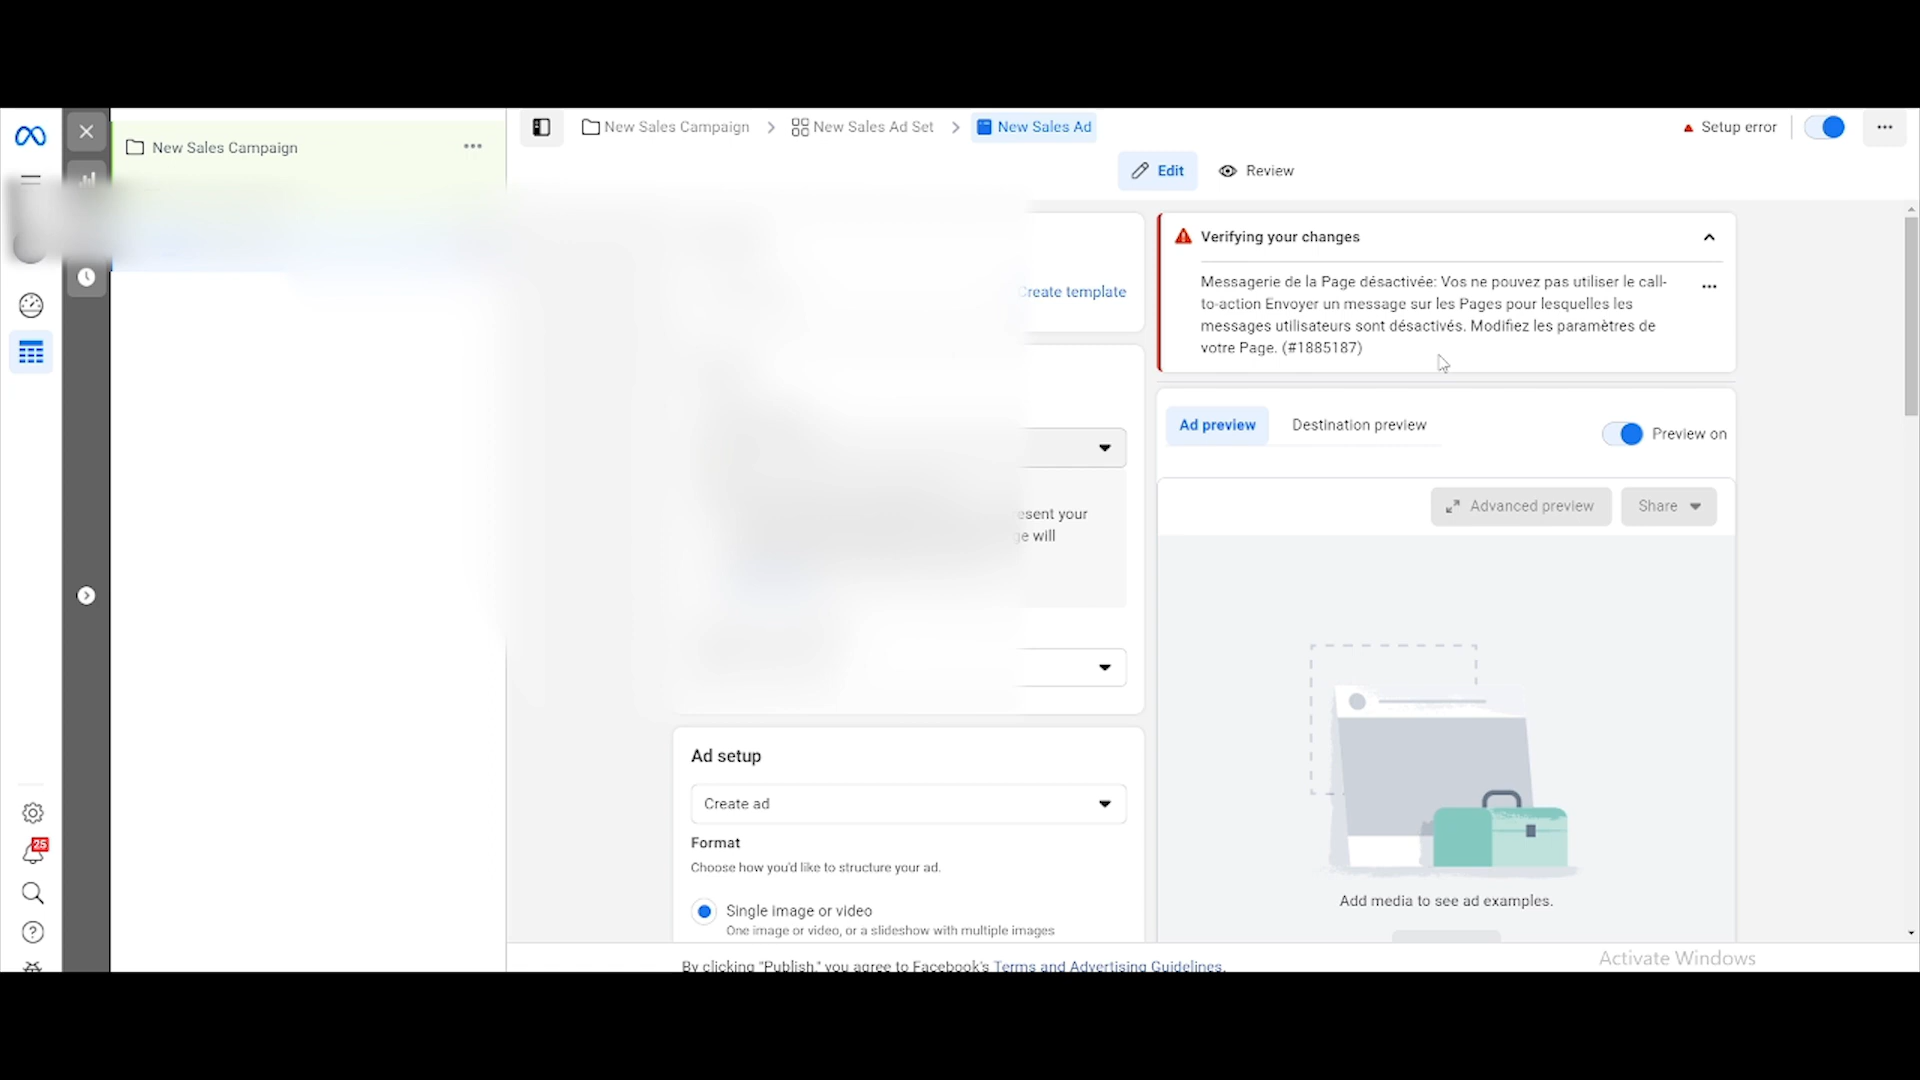 New Sales Campaign
New Sales Campaign
New Sales Ad Set
New Sales Ad
Setup error
Edit
Review
Create template
Verifying your changes
Messagerie de la Page désactivée: Vos ne pouvez pas utiliser le call-
to-action Envoyer un message sur les Pages pour lesquelles les
messages utilisateurs sont désactivés. Modifiez les paramètres de
votre Page. (#1885187)
Ad preview
Destination preview
Preview on
Advanced preview
Share
your
will
Ad setup
Create ad
Format
Choose how you'd like to structure your ad.
Single image or video
One image or video, or a slideshow with multiple images
Add media to see ad examples.
25
By clicking "Publish," you agree to Facebook's Terms and Advertising Guidelines.
Activate Windows